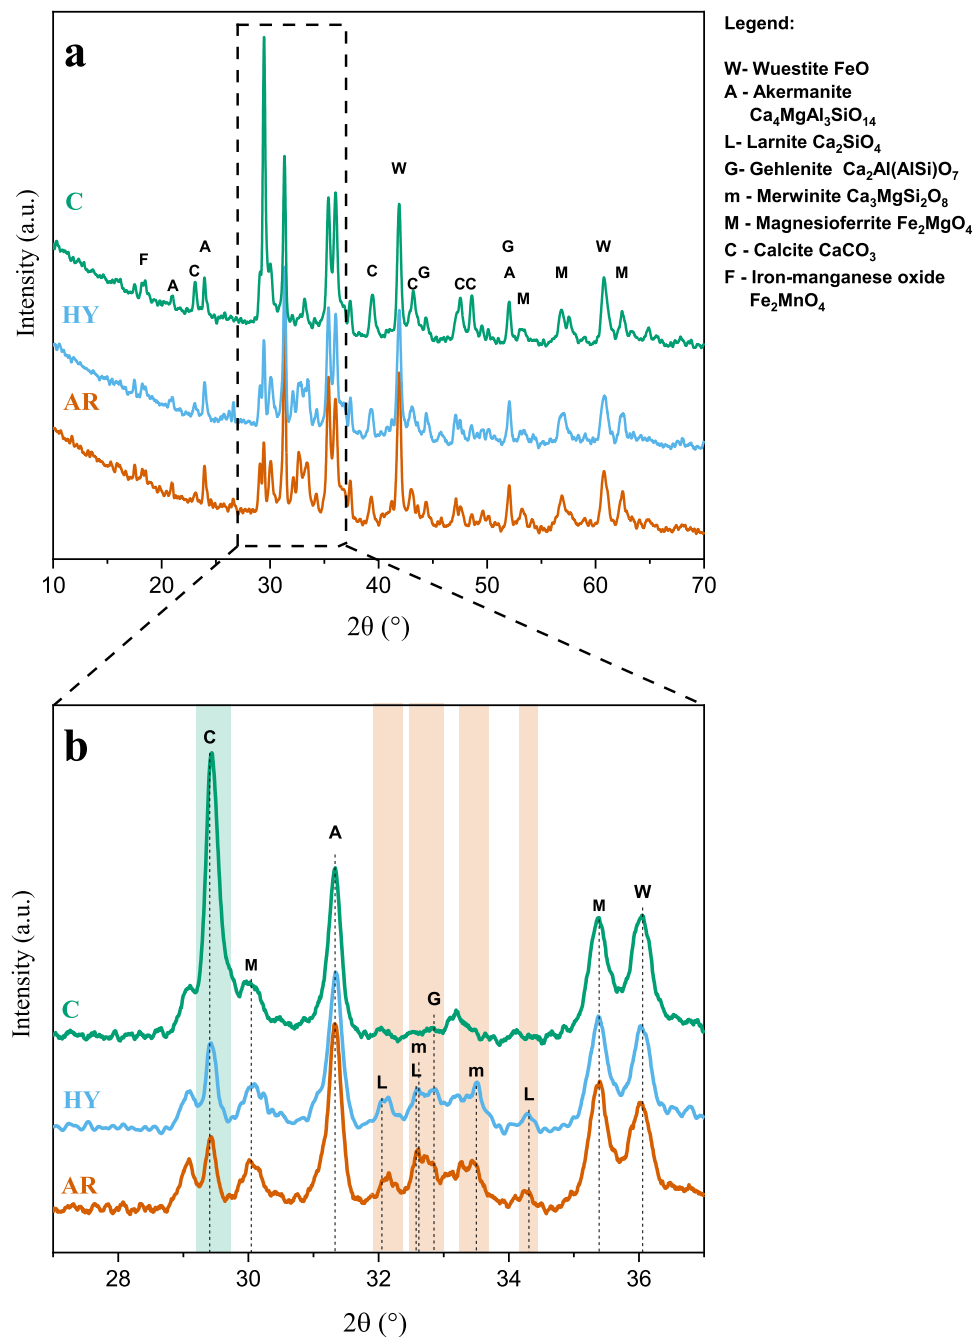 Legend:
W- Wuestite FeO
A - Akermanite
Ca₄MgAl₃SiO₁₄
L- Larnite Ca₂SiO₄
G- Gehlenite Ca₂Al(AlSi)O₇
m - Merwinite Ca₃MgSi₂O₈
M - Magnesioferrite Fe₂MgO₄
C - Calcite CaCO₃
F - Iron-manganese oxide
Fe₂MnO₄
a
Intensity (a.u.)
C
HY
AR
F
A
C
A
C
W
C
G
C
C
G
A
M
M
W
M
10
20
30
40
50
60
70
2θ (°)
b
Intensity (a.u.)
C
HY
AR
C
M
A
L
m
L
G
m
L
M
W
28
30
32
34
36
2θ (°)